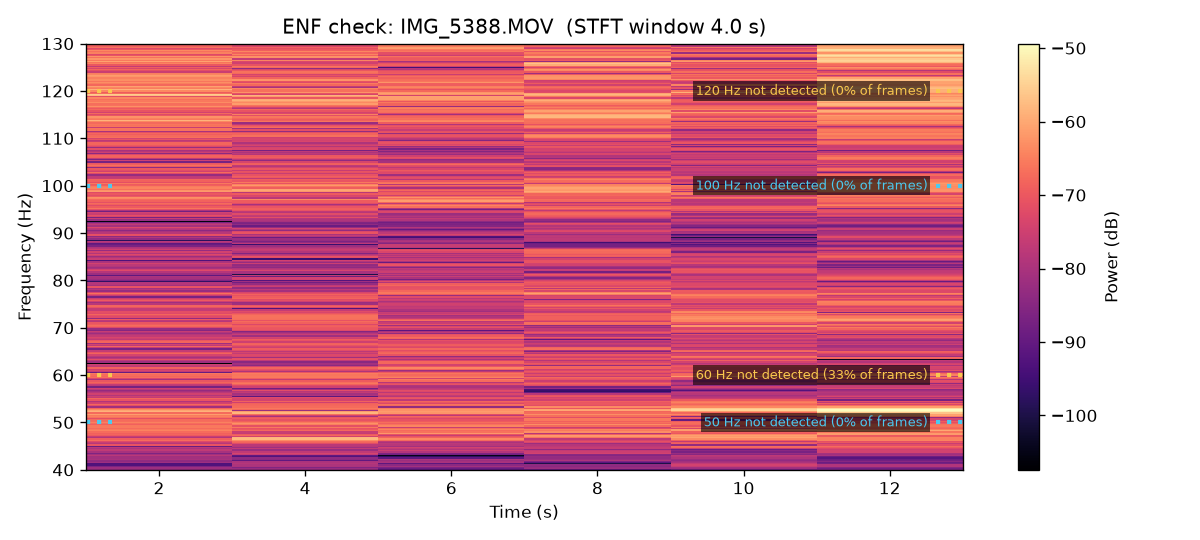 ENF check: IMG_5388.MOV (STFT window 4.0 s)
130
120
110
100
90
80
70
60
50
40
Frequency (Hz)
120 Hz not detected (0% of frames)
100 Hz not detected (0% of frames)
60 Hz not detected (33% of frames)
50 Hz not detected (0% of frames)
2
4
6
8
10
12
Time (s)
−50
−60
−70
−80
−90
−100
Power (dB)